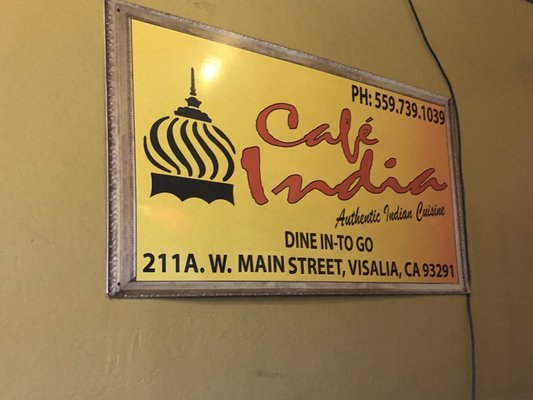 PH: 559.739.1039
Café
India
Authentic Indian Cuisine
DINE IN-TO GO
211A. W. MAIN STREET, VISALIA, CA 93291